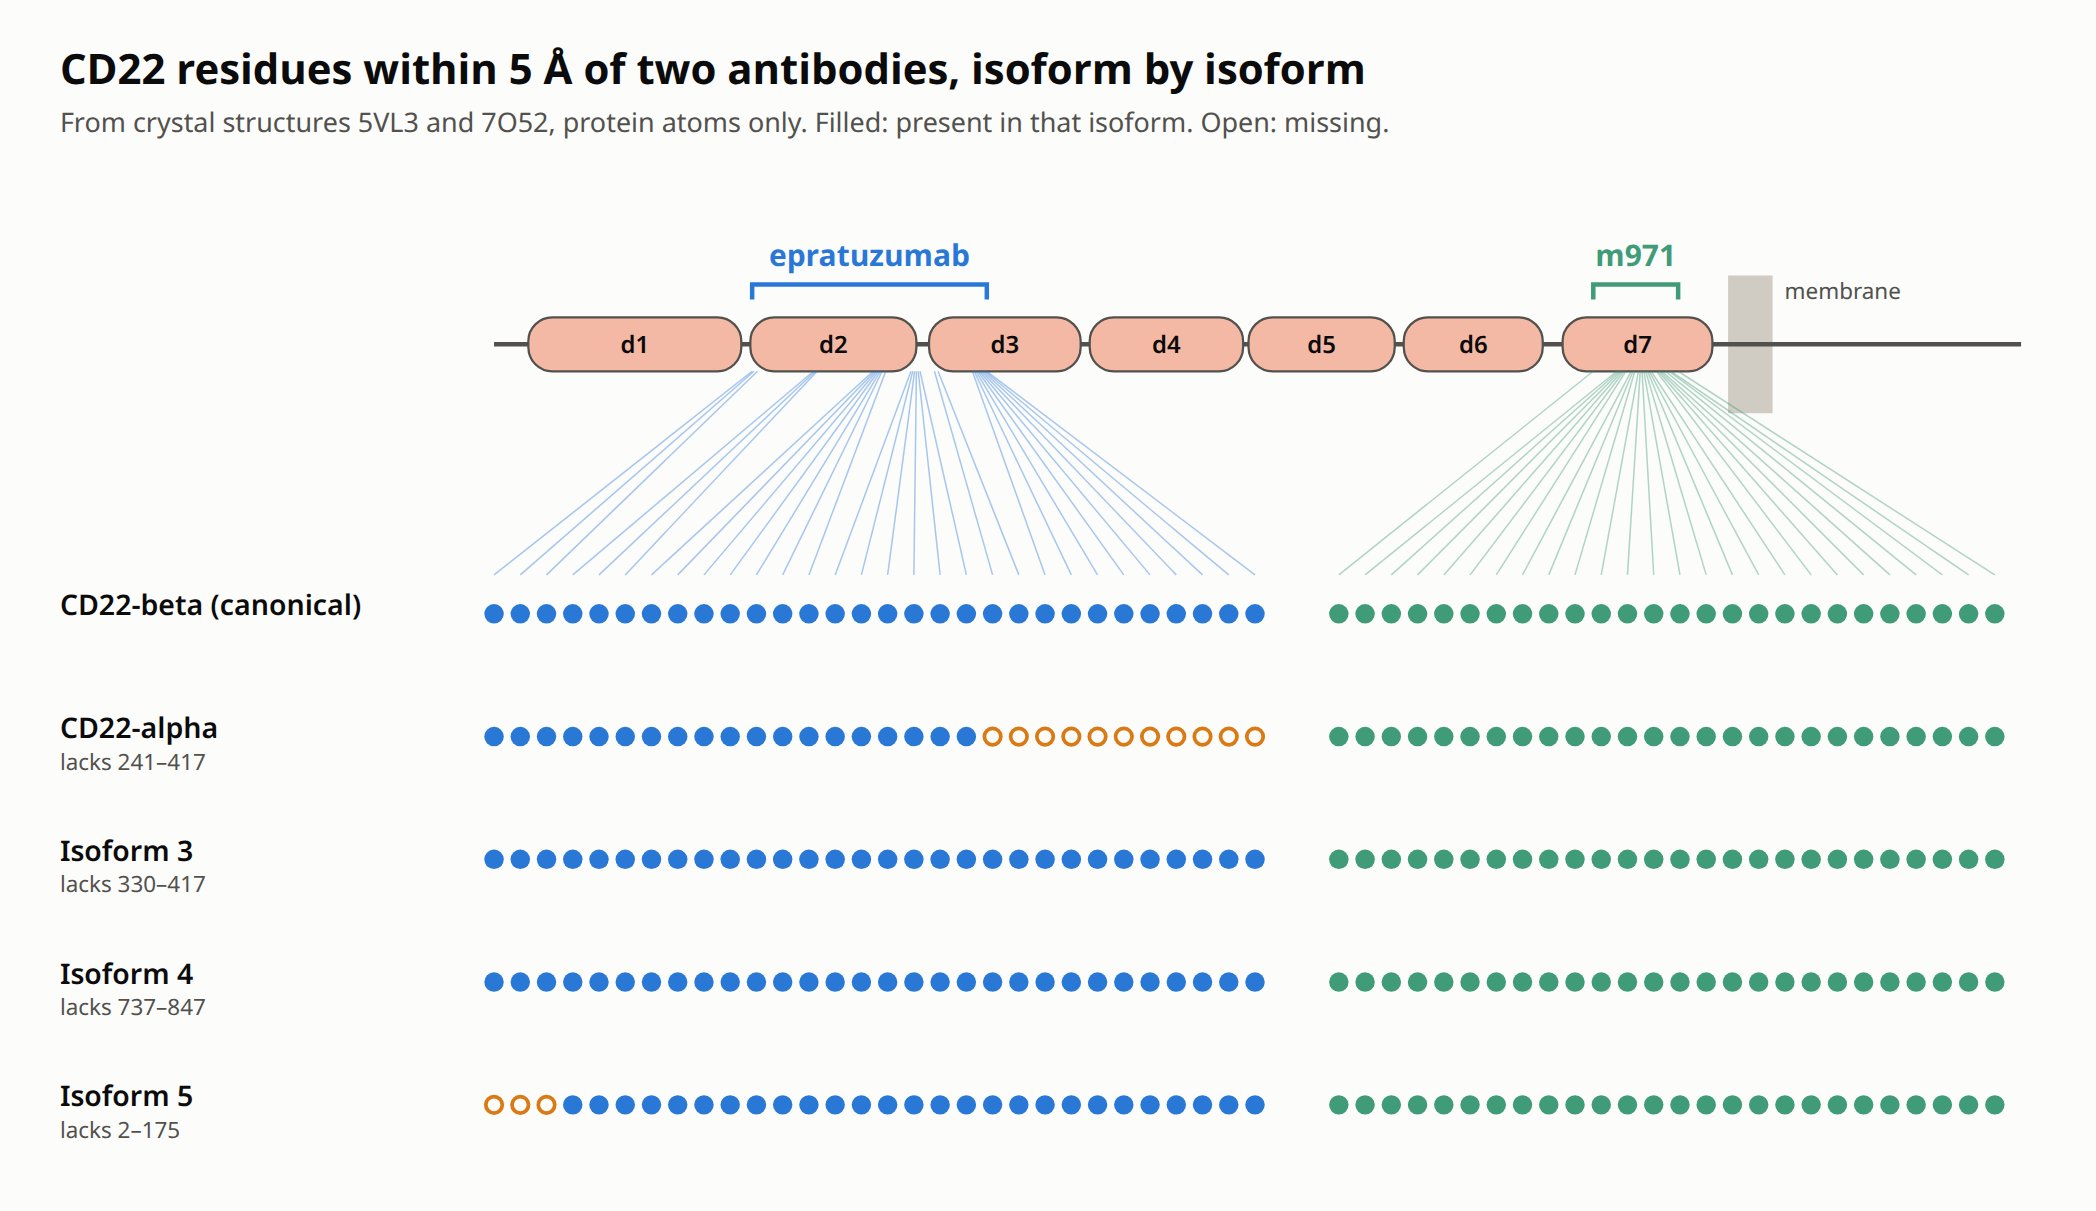 CD22 residues within 5 Å of two antibodies, isoform by isoform
From crystal structures 5VL3 and 7O52, protein atoms only. Filled: present in that isoform. Open: missing.
epratuzumab
m971
membrane
d1
d2
d3
d4
d5
d6
d7
CD22-beta (canonical)
CD22-alpha
lacks 241–417
Isoform 3
lacks 330–417
Isoform 4
lacks 737–847
Isoform 5
lacks 2–175